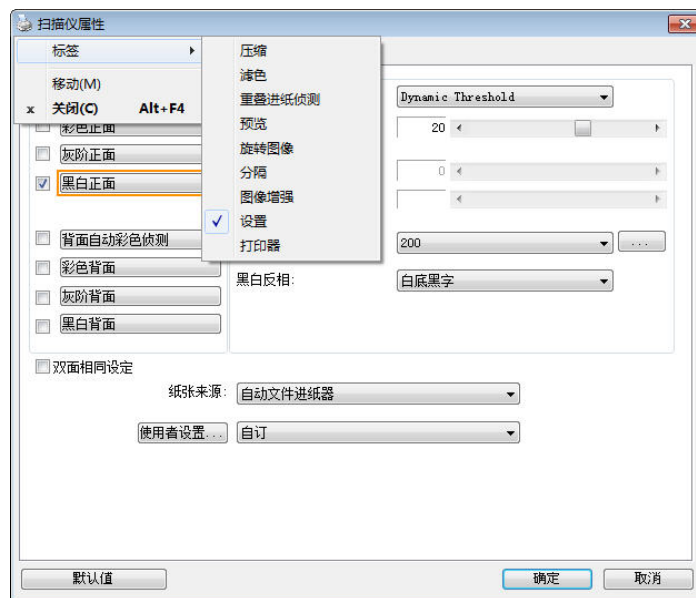 扫描仪属性
标签
移动(M)
x 关闭(C) Alt+F4
压缩
滤色
重叠进纸侦测
预览
旋转图像
分隔
图像增强
设置
打印器
彩色正面
灰阶正面
黑白正面
背面自动彩色侦测
彩色背面
灰阶背面
黑白背面
Dynamic Threshold
20
0
200
...
黑白反相:
白底黑字
双面相同设定
纸张来源:
自动文件进纸器
使用者设置...
自订
默认值
确定
取消